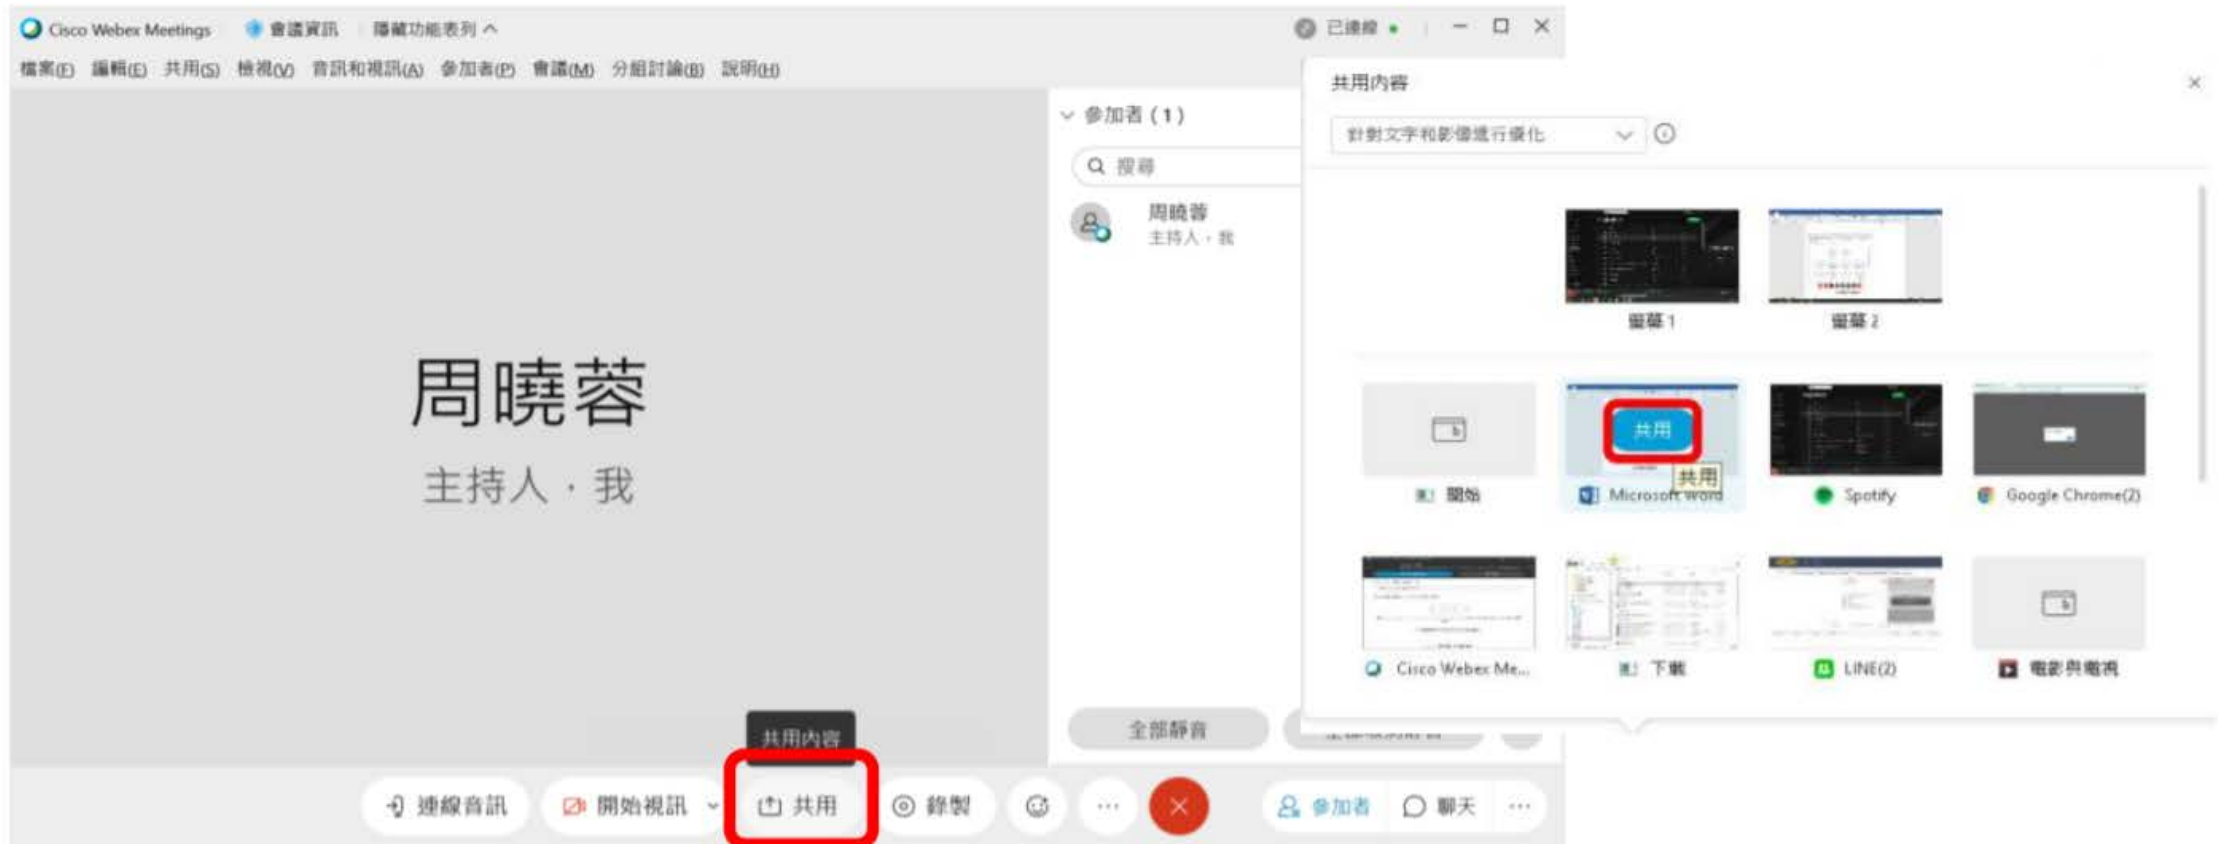 Cisco Webex Meetings 會議資訊 隱藏功能表列 已連線
檔案(F) 編輯(E) 共用(S) 檢視(V) 音訊和視訊(A) 參加者(P) 會議(M) 分組討論(B) 說明(H)
周曉蓉
主持人，我
參加者 (1)
搜尋
周曉蓉
主持人，我
全部靜音
共用內容
連線音訊 開始視訊 共用 錄製 參加者 聊天
共用內容
針對文字和影像進行優化
螢幕 1 螢幕 2
共用
共用
開始 Microsoft Word Spotify Google Chrome(2)
Cisco Webex Me... 下載 LINE(2) 電影與電視